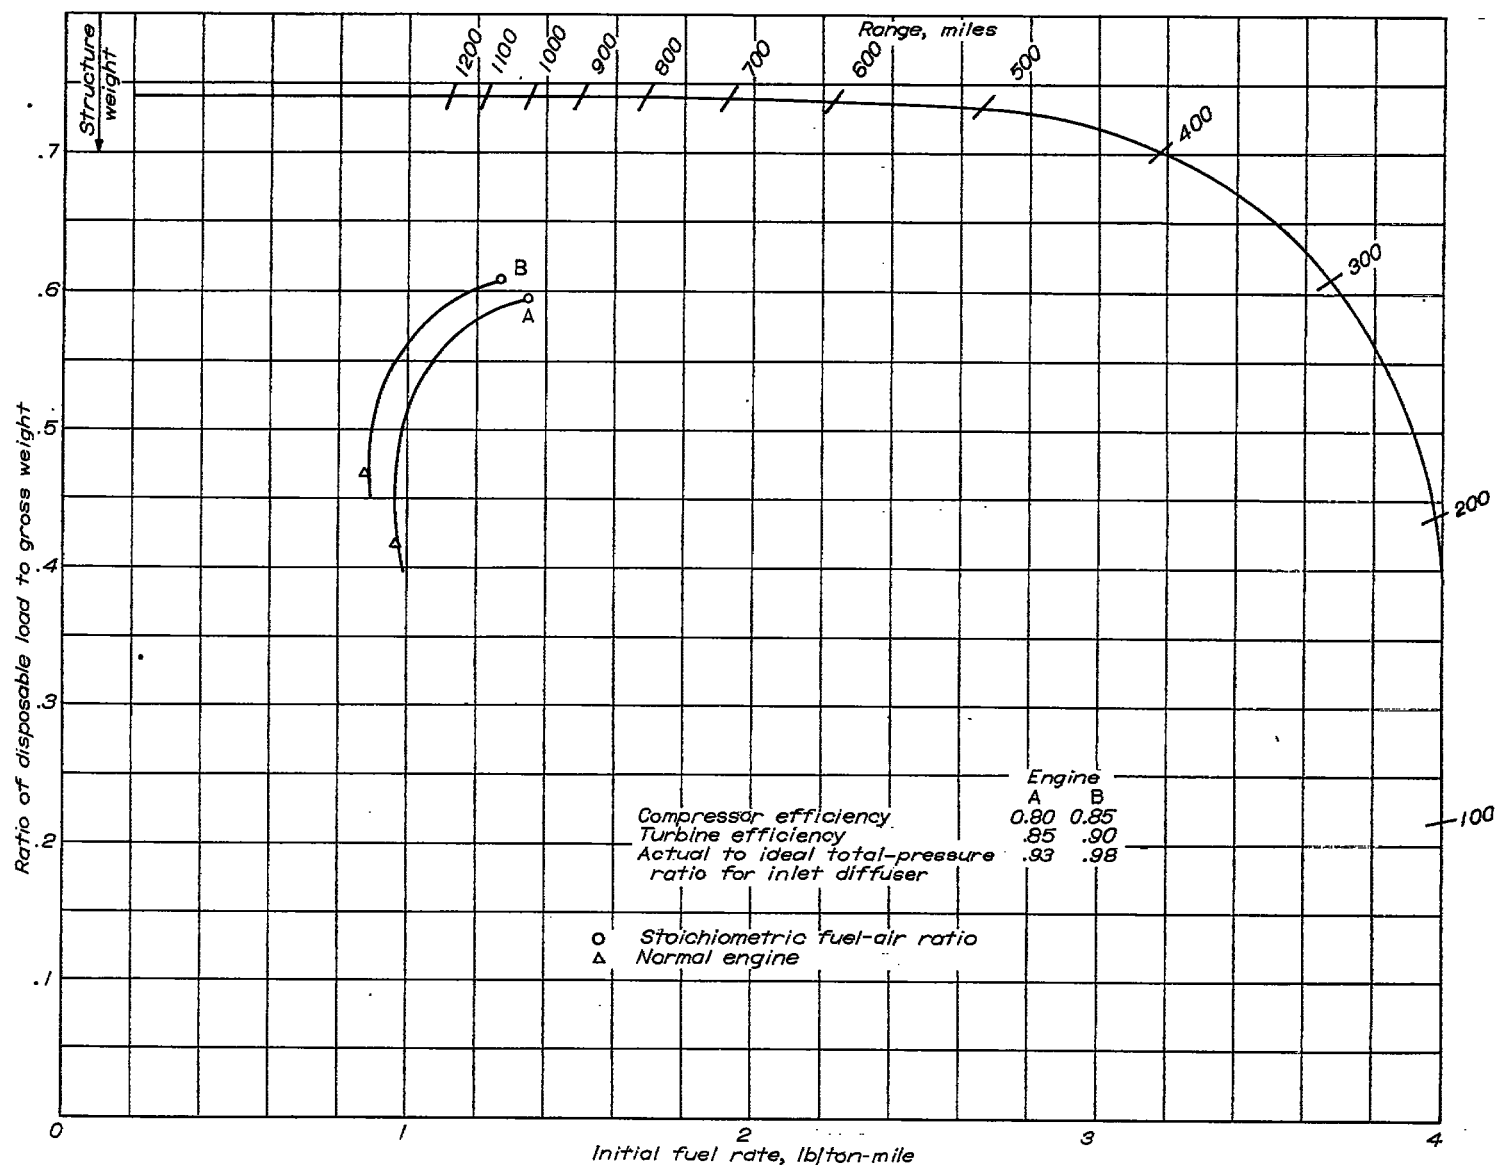 Range, miles
Structure
weight
1200
1100
1000
900
800
700
600
500
400
300
200
100
.7
.6
.5
.4
.3
.2
.1
B
A
Ratio of disposable load to gross weight
Engine
A B
Compressor efficiency 0.80 0.85
Turbine efficiency .85 .90
Actual to ideal total-pressure .93 .98
ratio for inlet diffuser
Stoichiometric fuel-air ratio
Normal engine
0 1 2 3 4
Initial fuel rate, lb/ton-mile